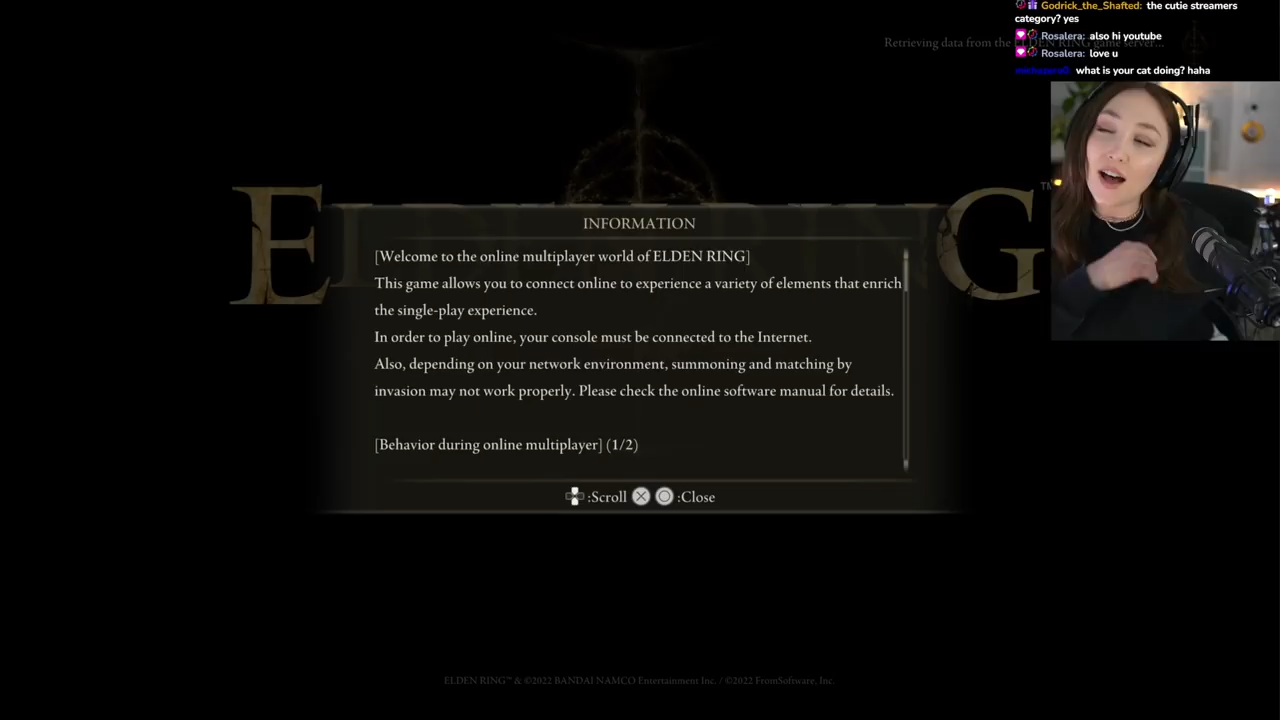 Godrick_the_Shafted: the cutie streamers
category? yes
Rosalera: also hi youtube
Rosalera: love u
what is your cat doing? haha
Retrieving data from the ELDEN RING game server...
ELDEN RING
TM
INFORMATION
[Welcome to the online multiplayer world of ELDEN RING]
This game allows you to connect online to experience a variety of elements that enrich
the single-play experience.
In order to play online, your console must be connected to the Internet.
Also, depending on your network environment, summoning and matching by
invasion may not work properly. Please check the online software manual for details.
[Behavior during online multiplayer] (1/2)
:Scroll :Close
ELDEN RING™ & ©2022 BANDAI NAMCO Entertainment Inc. / ©2022 FromSoftware, Inc.